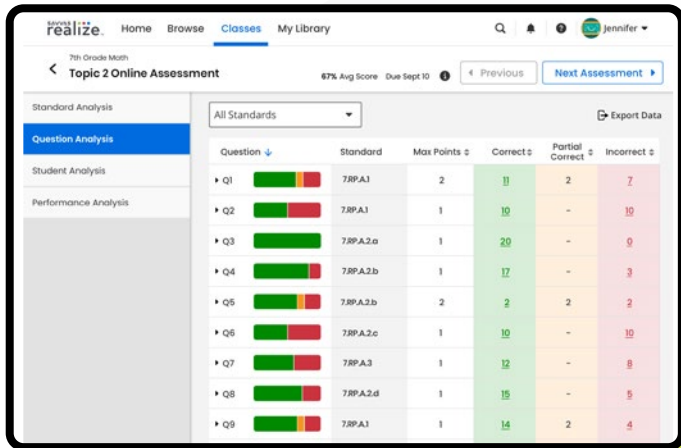 savvas
realize. Home Browse Classes My Library Jennifer
7th Grade Math
Topic 2 Online Assessment 67% Avg Score Due Sept 10 Previous Next Assessment
Standard Analysis
Question Analysis
Student Analysis
Performance Analysis
All Standards Export Data
Question Standard Max Points Correct Partial Correct Incorrect
Q1 7.RP.A.1 2 11 2 7
Q2 7.RP.A.1 1 10 - 10
Q3 7.RP.A.2.a 1 20 - 0
Q4 7.RP.A.2.b 1 17 - 3
Q5 7.RP.A.2.b 2 2 2 2
Q6 7.RP.A.2.c 1 10 - 10
Q7 7.RP.A.3 1 12 - 8
Q8 7.RP.A.2.d 1 15 - 5
Q9 7.RP.A.1 1 14 2 4